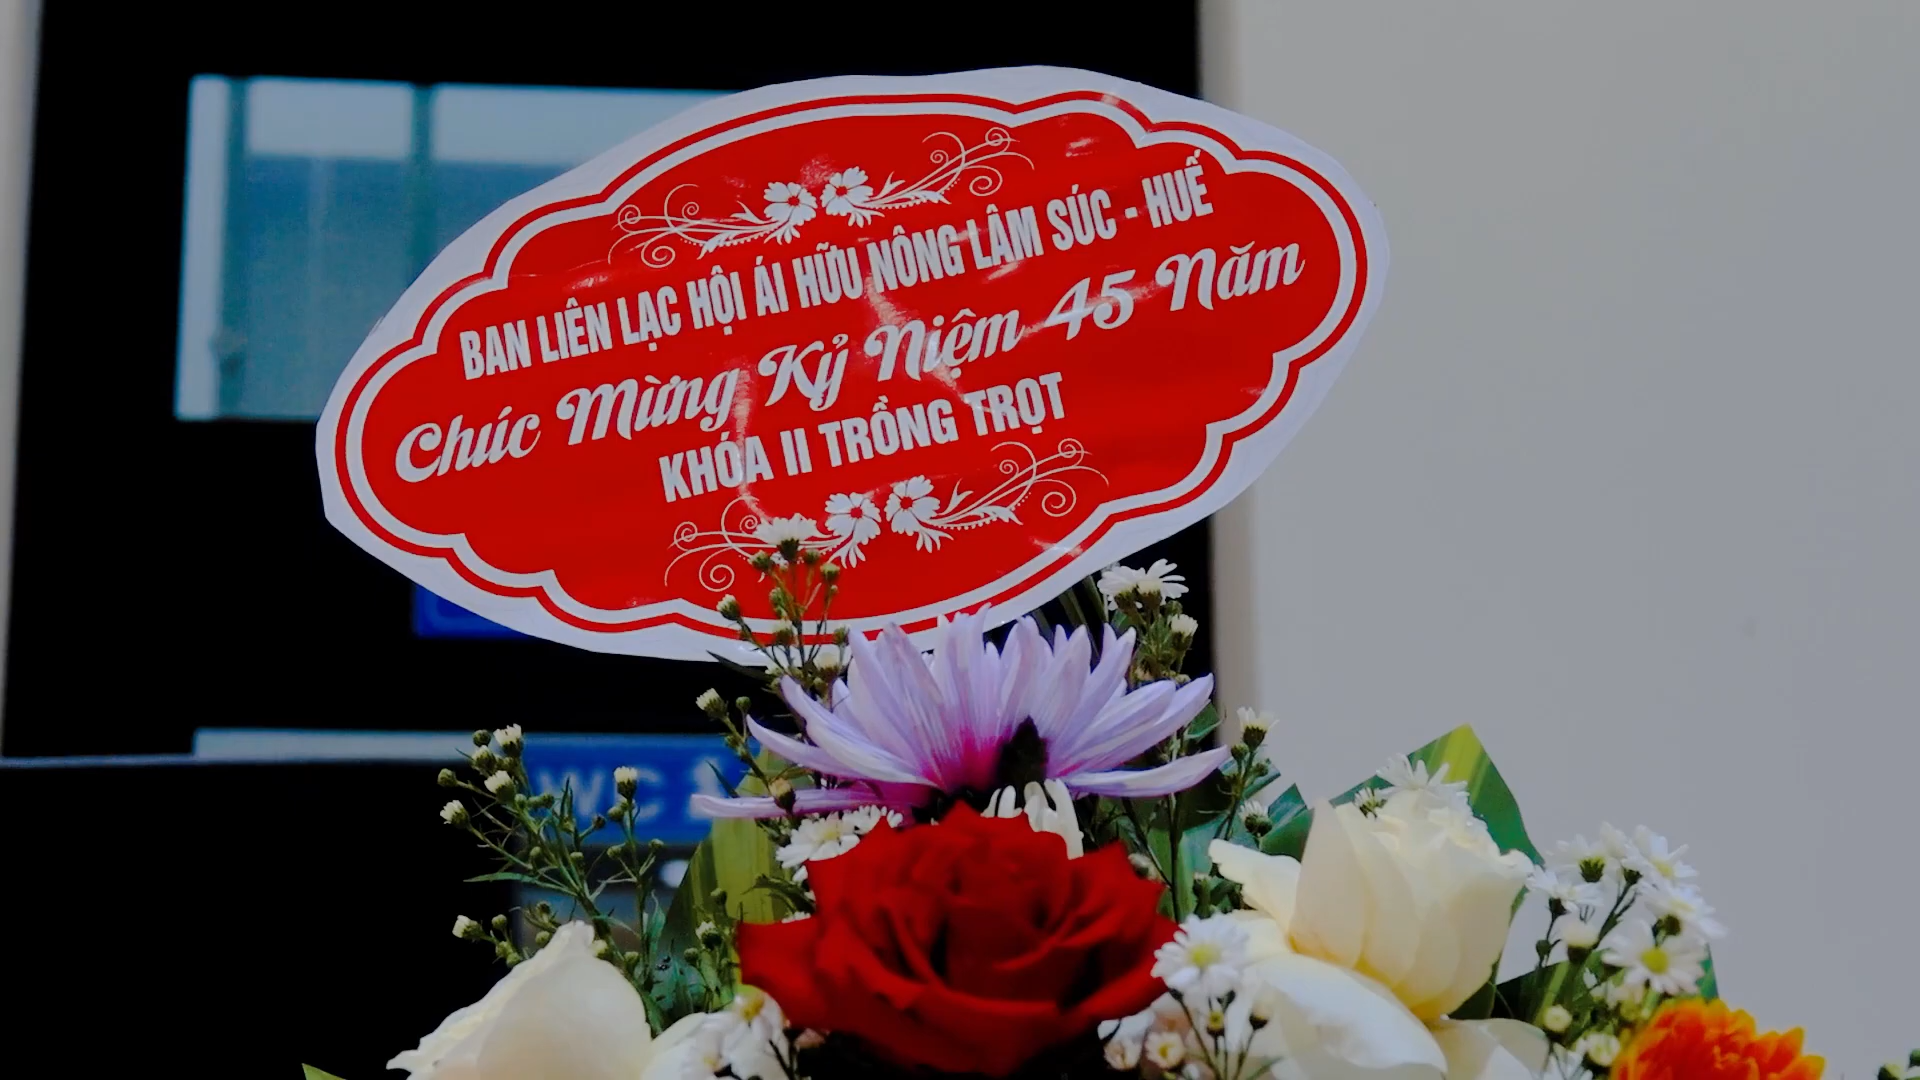 BAN LIÊN LẠC HỘI ÁI HỮU NÔNG LÂM SÚC - HUẾ
Chúc Mừng Kỷ Niệm 45 Năm
KHÓA II TRỒNG TRỌT
WC